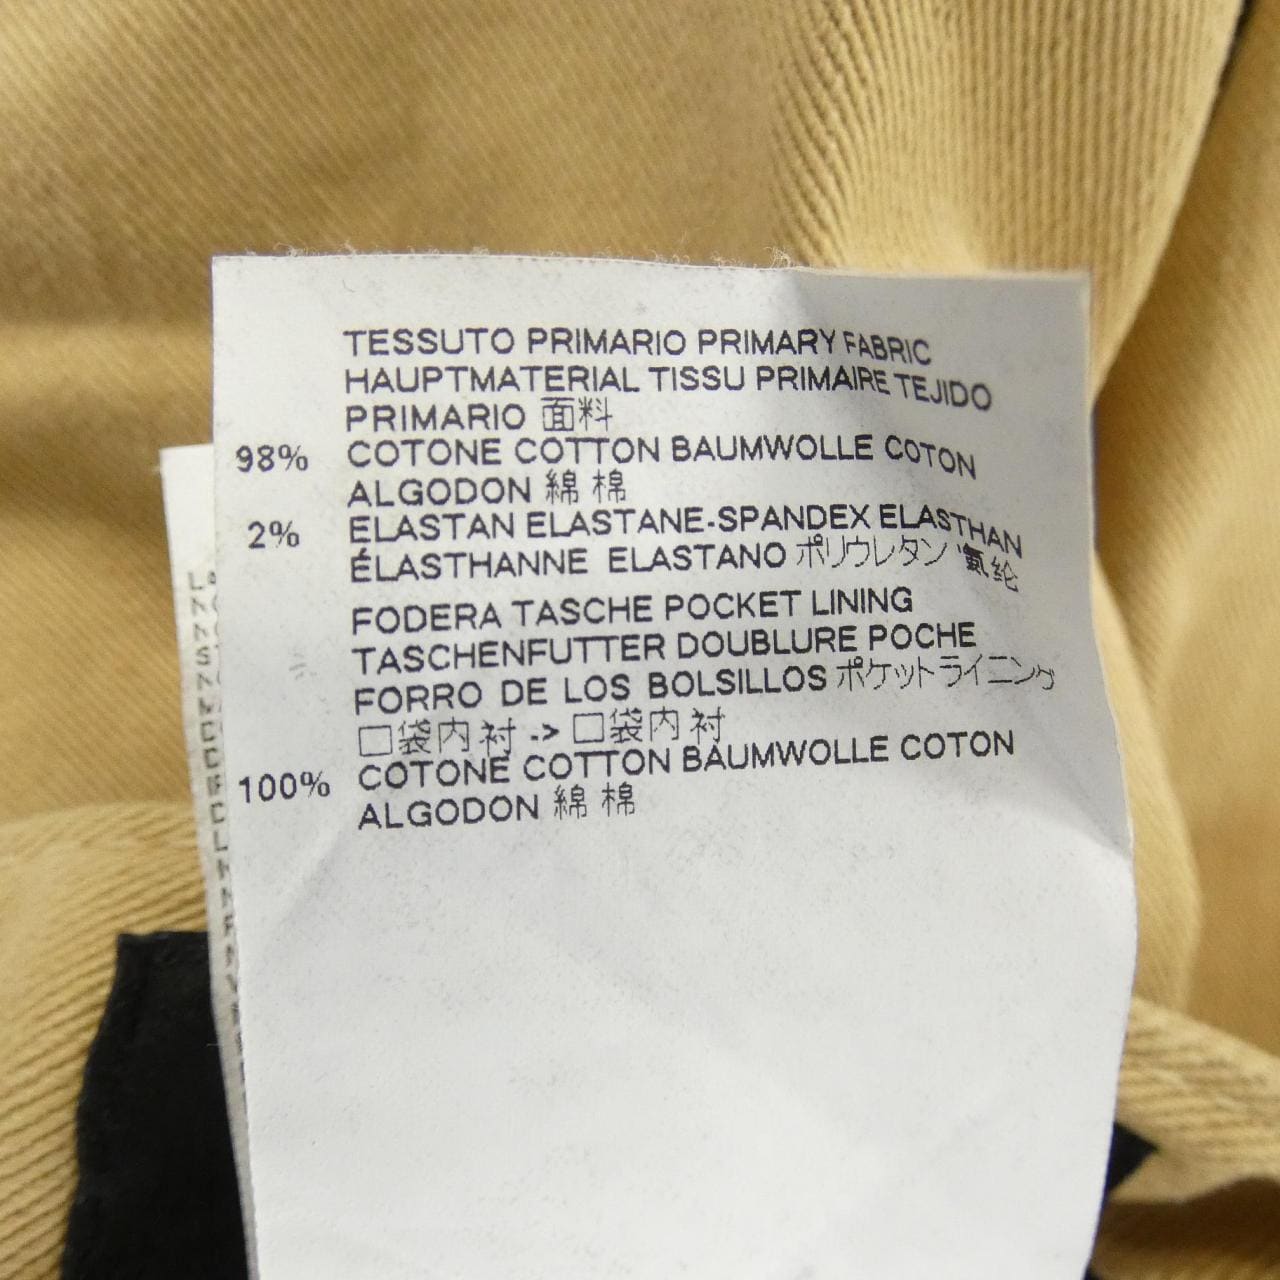 TESSUTO PRIMARIO PRIMARY FABRIC
HAUPTMATERIAL TISSU PRIMAIRE TEJIDO
PRIMARIO 面料
98% COTONE COTTON BAUMWOLLE COTON
ALGODON 綿 棉
2% ELASTAN ELASTANE-SPANDEX ELASTHAN
ÉLASTHANNE ELASTANO ポリウレタン 氨纶
FODERA TASCHE POCKET LINING
TASCHENFUTTER DOUBLURE POCHE
FORRO DE LOS BOLSILLOS ポケットライニング
口袋内衬 -> 口袋内衬
100% COTONE COTTON BAUMWOLLE COTON
ALGODON 綿 棉